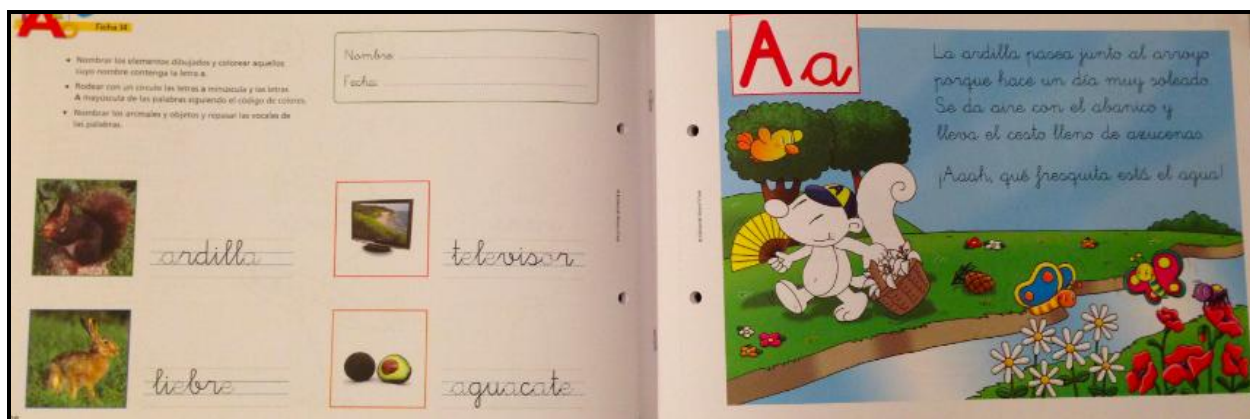 A
Ficha 14
Nombrar los elementos dibujados y colorear aquellos
cuyo nombre contenga la letra a.
Rodear con un círculo las letras a minúscula y las letras
A mayúscula de las palabras siguiendo el código de colores.
Nombrar los animales y objetos y repasar las vocales de
las palabras.
Nombre
Fecha
ardilla
televisor
liebre
aguacate
Aa
La ardilla pasea junto al arroyo
porque hace un día muy soleado.
Se da aire con el abanico y
lleva el cesto lleno de azucenas.
¡Aaah, qué fresquita está el agua!